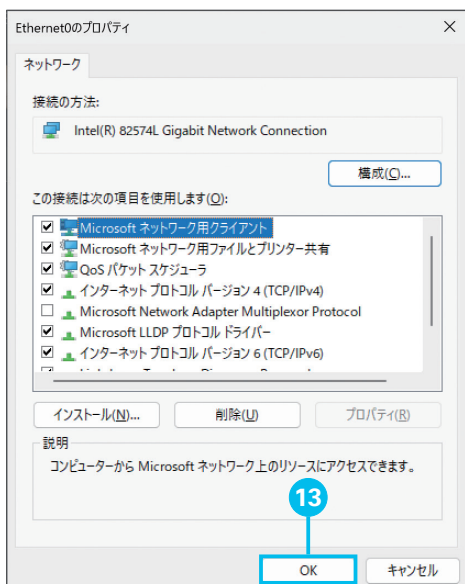 Ethernet0のプロパティ
ネットワーク
接続の方法:
Intel(R) 82574L Gigabit Network Connection
構成(C)...
この接続は次の項目を使用します(O):
Microsoft ネットワーク用クライアント
Microsoft ネットワーク用ファイルとプリンター共有
QoS パケット スケジューラ
インターネット プロトコル バージョン 4 (TCP/IPv4)
Microsoft Network Adapter Multiplexor Protocol
Microsoft LLDP プロトコル ドライバー
インターネット プロトコル バージョン 6 (TCP/IPv6)
インストール(N)...
削除(U)
プロパティ(R)
説明
コンピューターから Microsoft ネットワーク上のリソースにアクセスできます。
13
OK
キャンセル